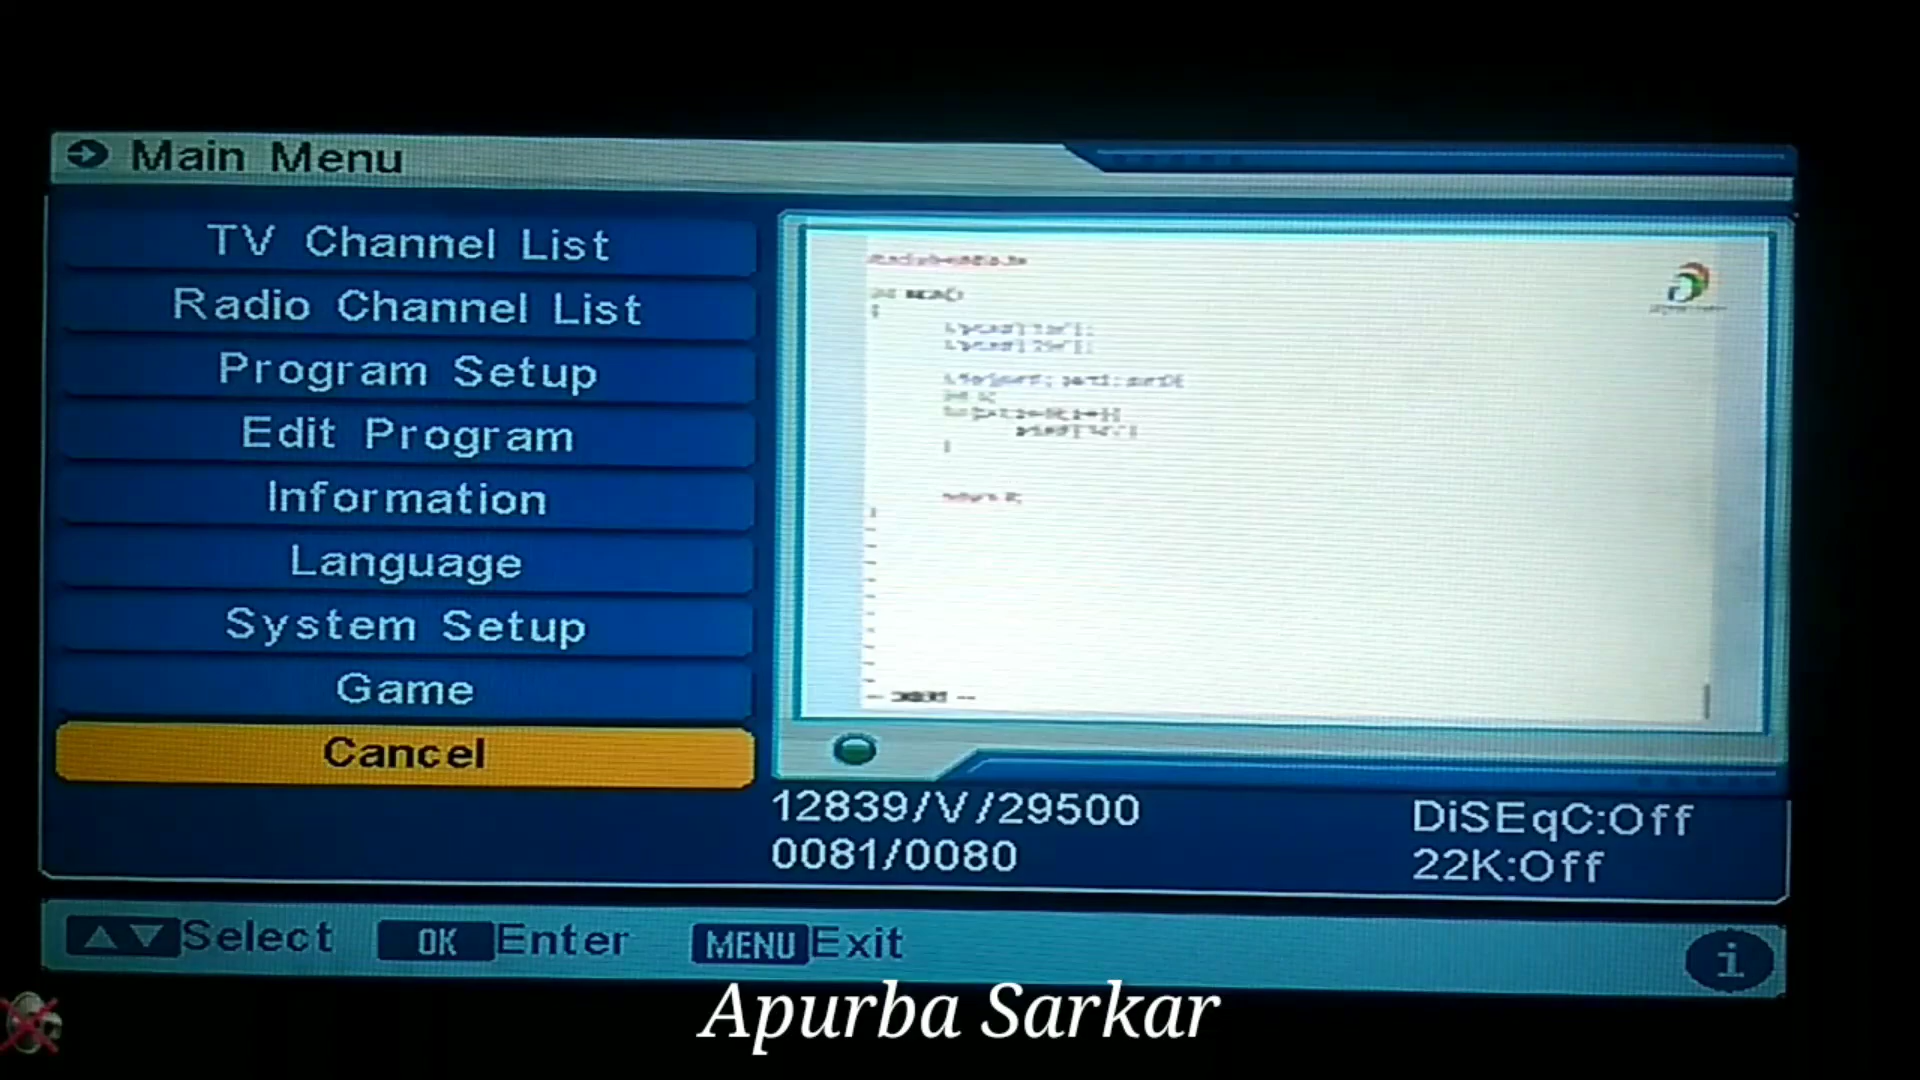 Main Menu
TV Channel List
Radio Channel List
Program Setup
Edit Program
Information
Language
System Setup
Game
Cancel
12839/V/29500
0081/0080
DiSEqC:Off
22K:Off
Select OK Enter MENU Exit
i
Apurba Sarkar